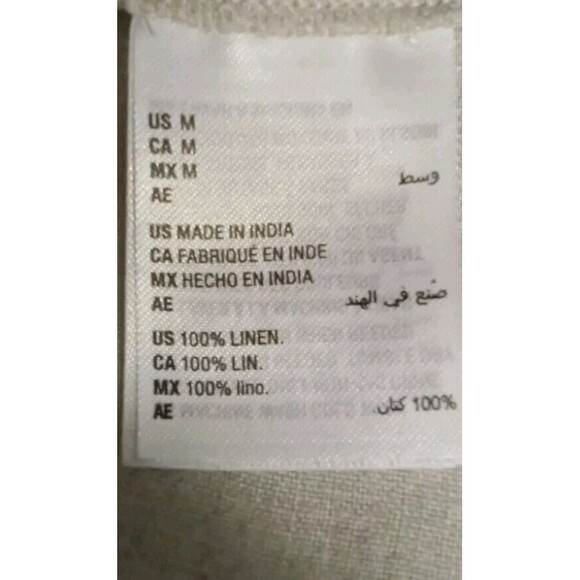 US M
CA M
MX M
AE وسط
US MADE IN INDIA
CA FABRIQUÉ EN INDE
MX HECHO EN INDIA
AE صُنع في الهند
US 100% LINEN.
CA 100% LIN.
MX 100% lino.
AE 100% كتان.